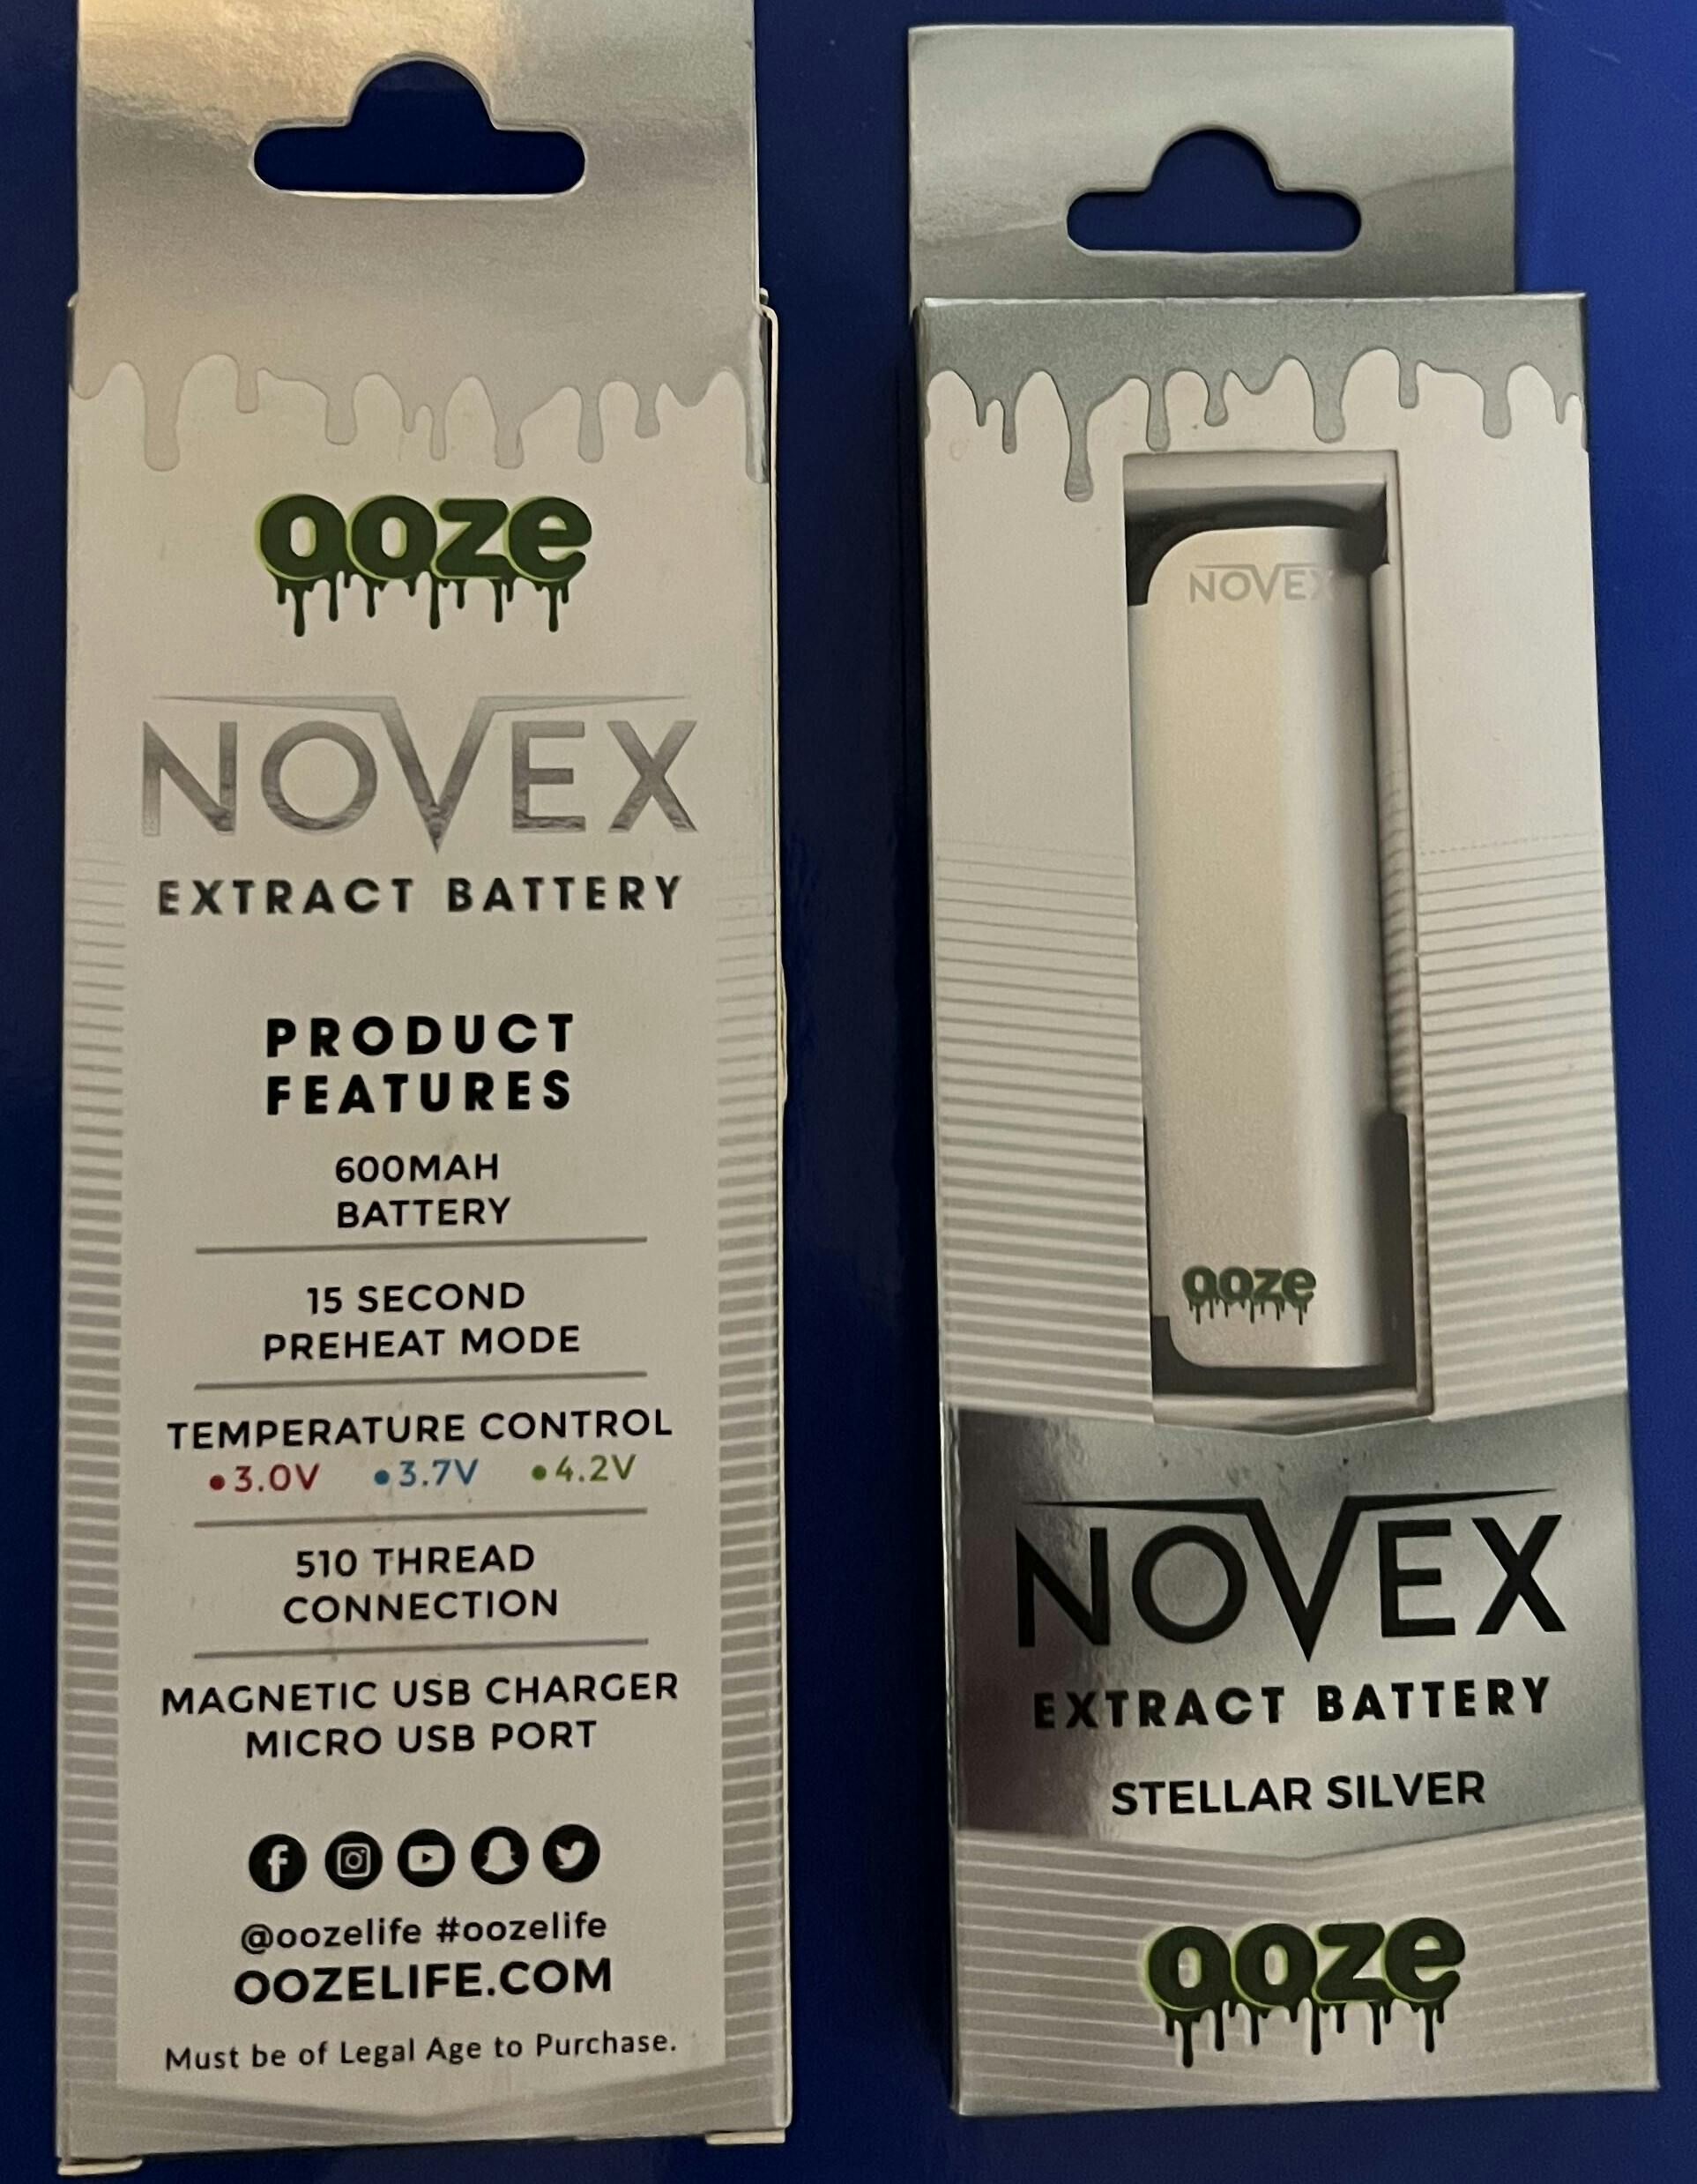 ooze
NOVEX
EXTRACT BATTERY
PRODUCT
FEATURES
600MAH
BATTERY
15 SECOND
PREHEAT MODE
TEMPERATURE CONTROL
•3.0V •3.7V •4.2V
510 THREAD
CONNECTION
MAGNETIC USB CHARGER
MICRO USB PORT
@oozelife #oozelife
OOZELIFE.COM
Must be of Legal Age to Purchase.
NOVEX
ooze
NOVEX
EXTRACT BATTERY
STELLAR SILVER
ooze